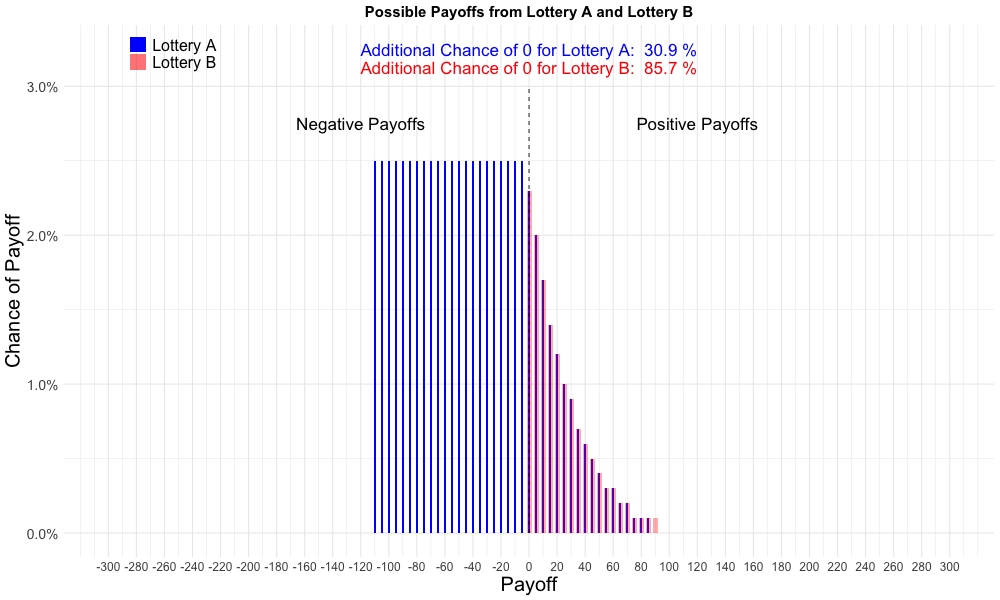 Possible Payoffs from Lottery A and Lottery B
Lottery A
Lottery B
Additional Chance of 0 for Lottery A:  30.9 %
Additional Chance of 0 for Lottery B:  85.7 %
Negative Payoffs
Positive Payoffs
Chance of Payoff
3.0%
2.0%
1.0%
0.0%
-300 -280 -260 -240 -220 -200 -180 -160 -140 -120 -100 -80 -60 -40 -20 0 20 40 60 80 100 120 140 160 180 200 220 240 260 280 300
Payoff